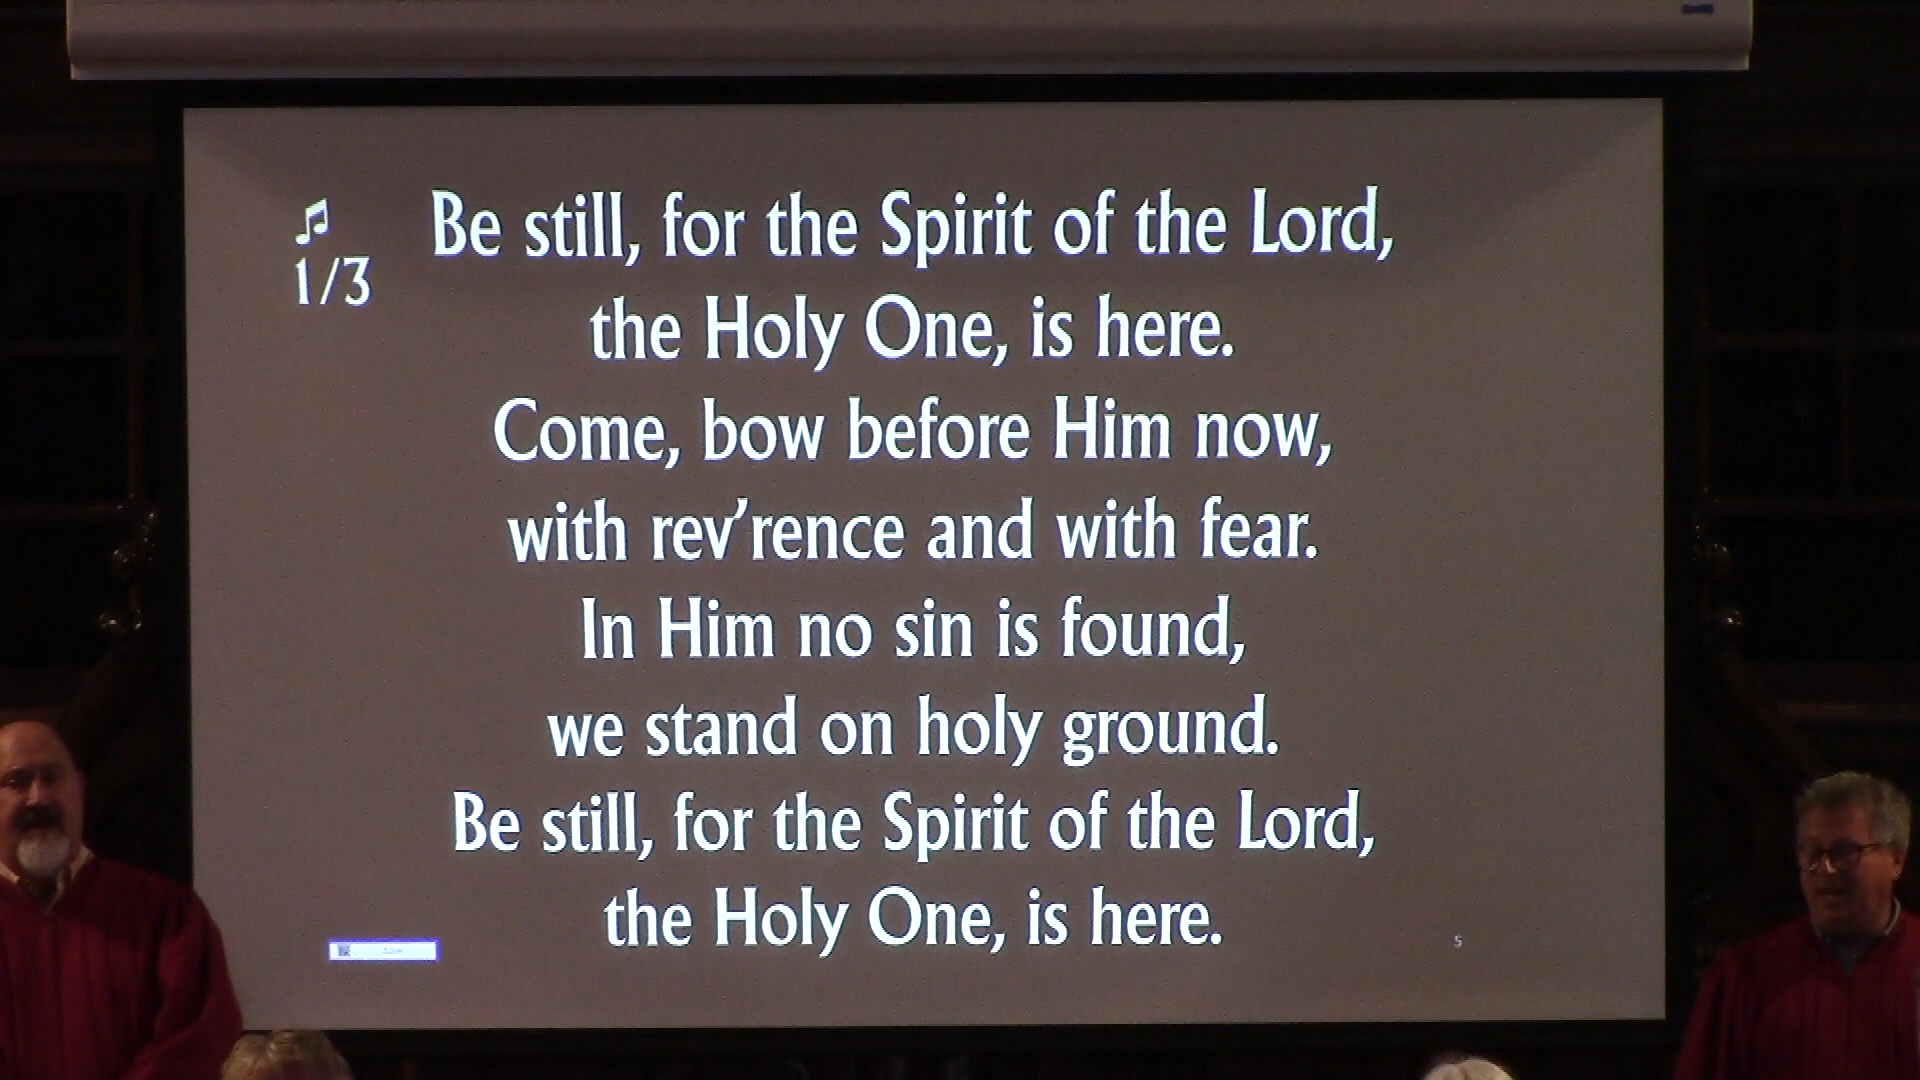 ♫ Be still, for the Spirit of the Lord,
1/3
the Holy One, is here.
Come, bow before Him now,
with rev’rence and with fear.
In Him no sin is found,
we stand on holy ground.
Be still, for the Spirit of the Lord,
the Holy One, is here.
5